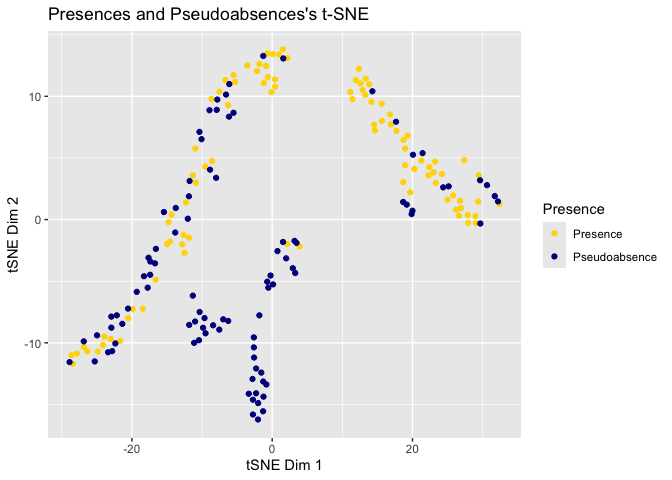 Presences and Pseudoabsences's t-SNE
10
0
-10
tSNE Dim 2
-20
0
20
tSNE Dim 1
Presence
Presence
Pseudoabsence